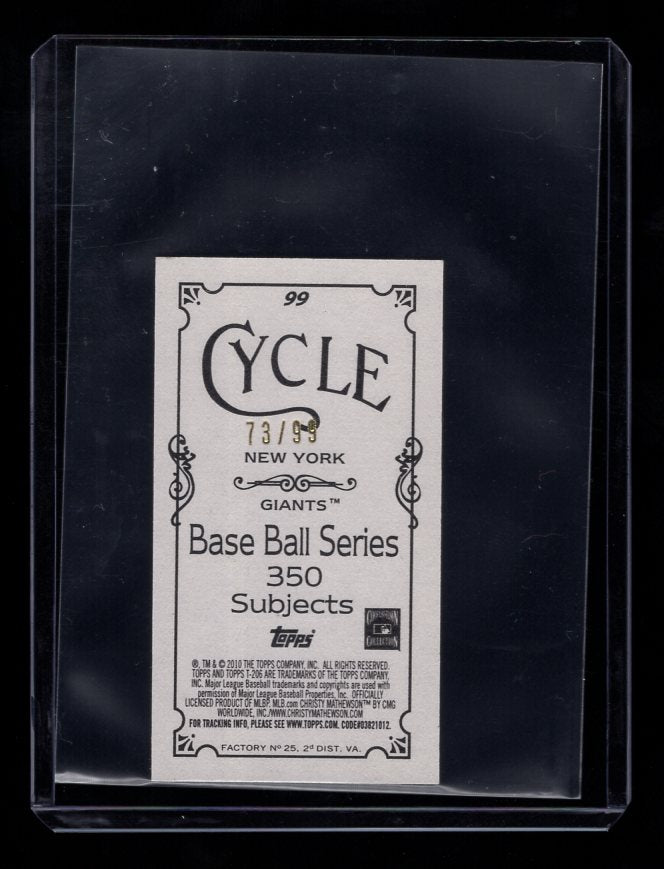 99
CYCLE
73/99
NEW YORK
GIANTS™
Base Ball Series
350
Subjects
Topps
COOPERSTOWN
COLLECTION
®, TM & © 2010 THE TOPPS COMPANY, INC. ALL RIGHTS RESERVED.
TOPPS AND TOPPS T-206 ARE TRADEMARKS OF THE TOPPS COMPANY,
INC. Major League Baseball trademarks and copyrights are used with
permission of Major League Baseball Properties, Inc. OFFICIALLY
LICENSED PRODUCT OF MLBP. MLB.com CHRISTY MATHEWSON™ BY CMG
WORLDWIDE, INC./WWW.CHRISTYMATHEWSON.COM
FOR TRACKING INFO, PLEASE SEE WWW.TOPPS.COM. CODE#03821012.
FACTORY Nº 25. 2ᵈ DIST. VA.